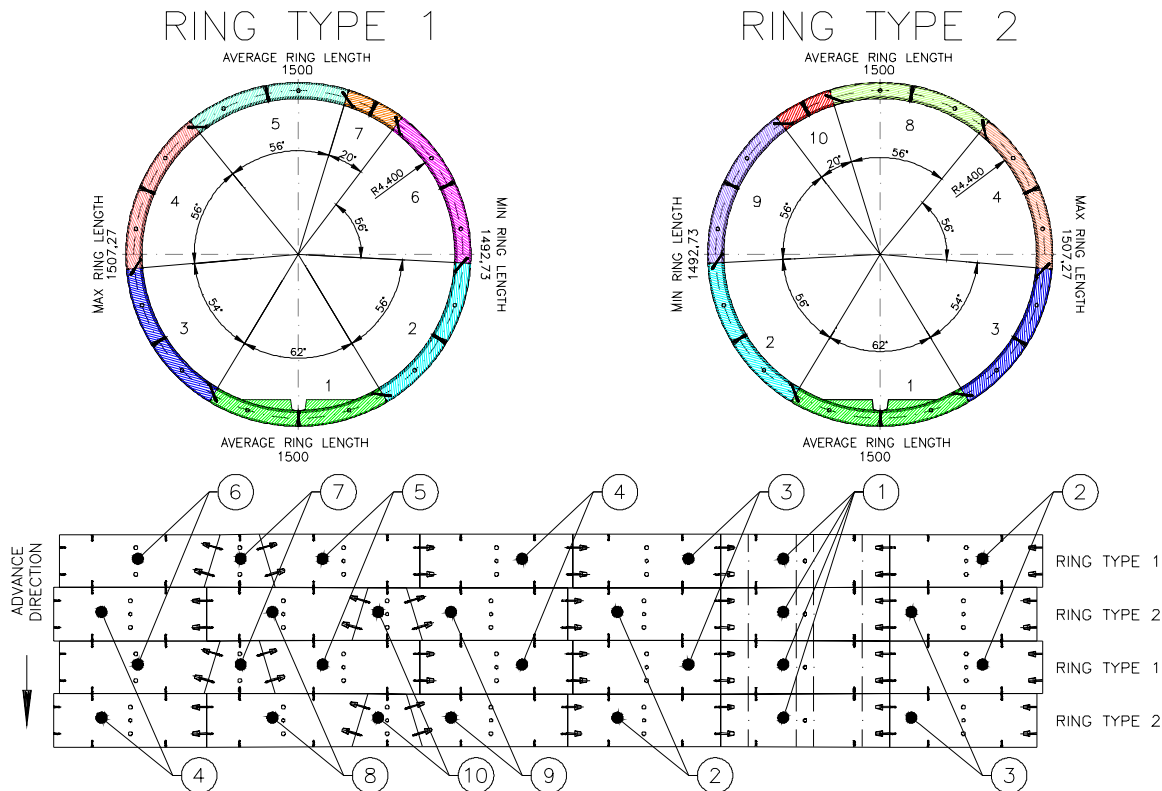 RING TYPE 1
AVERAGE RING LENGTH
1500
5
7
56°
20°
R4.400
4
6
56°
56°
MAX RING LENGTH
1507,27
MIN RING LENGTH
1492,73
54°
56°
3
2
62°
1
AVERAGE RING LENGTH
1500
RING TYPE 2
AVERAGE RING LENGTH
1500
10
8
20°
56°
R4.400
9
4
56°
56°
MIN RING LENGTH
1492,73
MAX RING LENGTH
1507,27
56°
54°
2
3
62°
1
AVERAGE RING LENGTH
1500
6
7
5
4
3
1
2
ADVANCE
DIRECTION
RING TYPE 1
RING TYPE 2
RING TYPE 1
RING TYPE 2
4
8
10
9
2
3